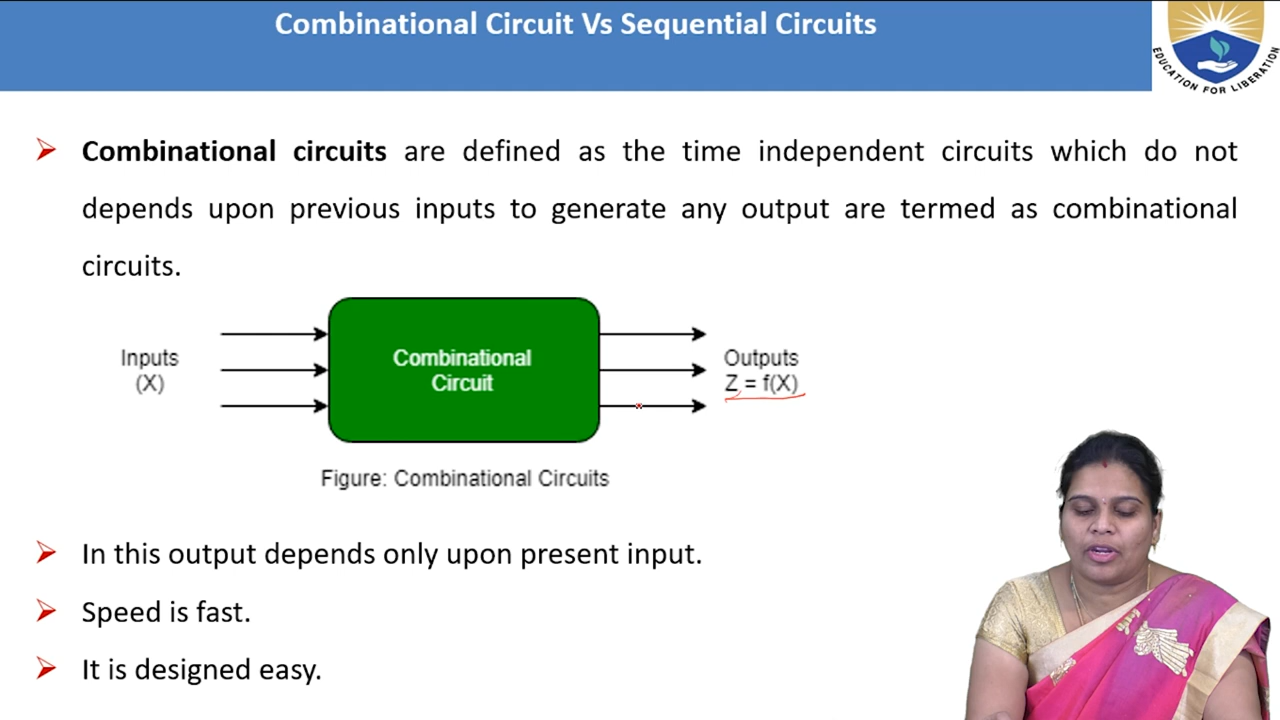 Combinational Circuit Vs Sequential Circuits
EDUCATION FOR LIBERATION
Combinational circuits are defined as the time independent circuits which do not
depends upon previous inputs to generate any output are termed as combinational
circuits.
Inputs
(X)
Combinational
Circuit
Outputs
Z = f(X)
Figure: Combinational Circuits
In this output depends only upon present input.
Speed is fast.
It is designed easy.